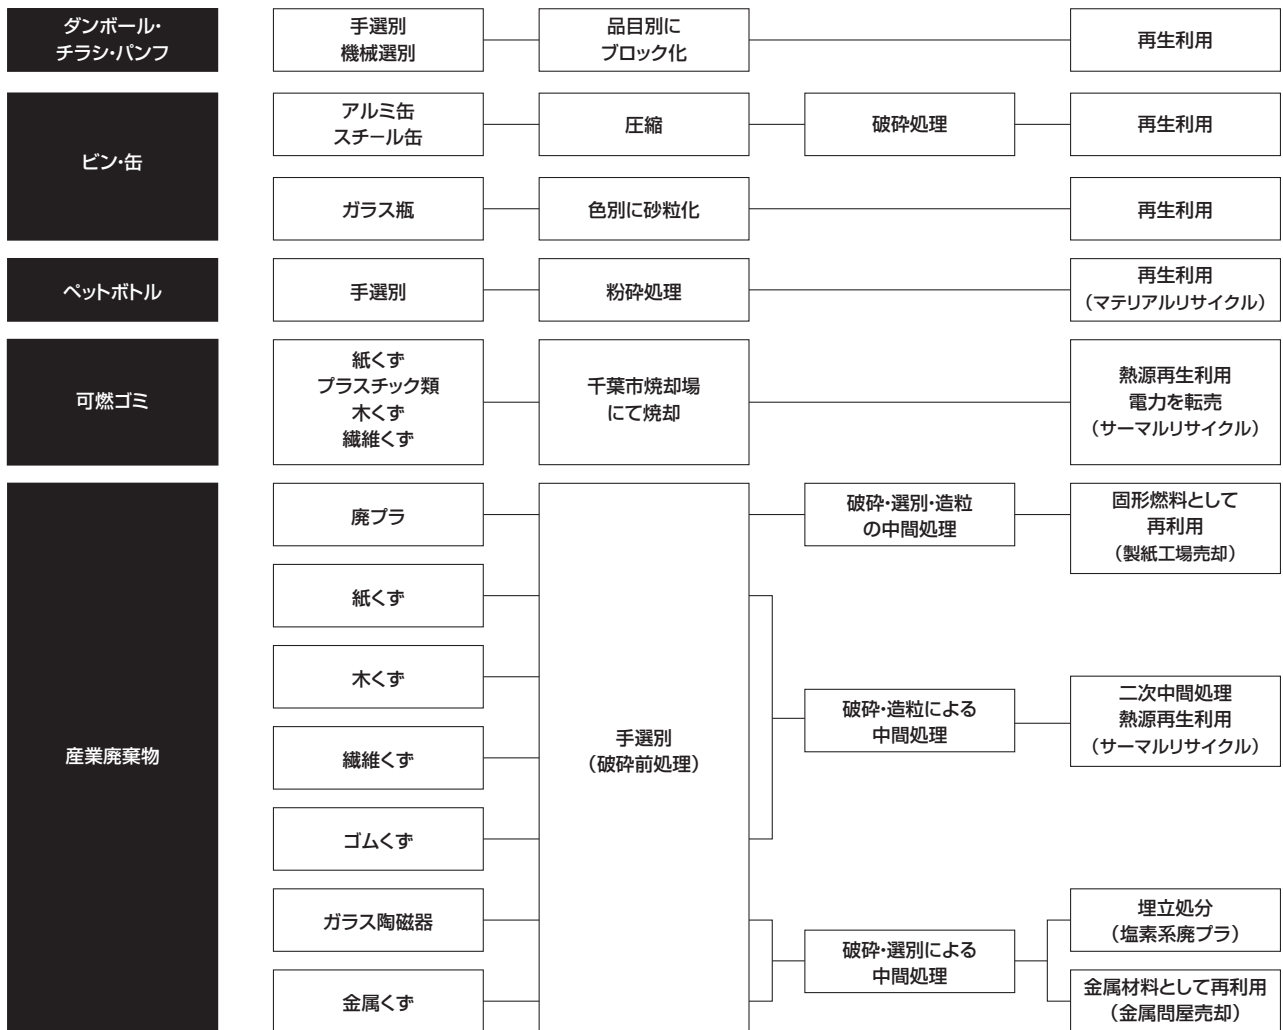 ダンボール・
チラシ・パンフ
手選別
機械選別
品目別に
ブロック化
再生利用
ビン・缶
アルミ缶
スチール缶
圧縮
破砕処理
再生利用
ガラス瓶
色別に砂粒化
再生利用
ペットボトル
手選別
粉砕処理
再生利用
（マテリアルリサイクル）
可燃ゴミ
紙くず
プラスチック類
木くず
繊維くず
千葉市焼却場
にて焼却
熱源再生利用
電力を転売
（サーマルリサイクル）
産業廃棄物
廃プラ
紙くず
木くず
繊維くず
ゴムくず
ガラス陶磁器
金属くず
手選別
（破砕前処理）
破砕・選別・造粒
の中間処理
固形燃料として
再利用
（製紙工場売却）
破砕・造粒による
中間処理
二次中間処理
熱源再生利用
（サーマルリサイクル）
破砕・選別による
中間処理
埋立処分
（塩素系廃プラ）
金属材料として再利用
（金属問屋売却）